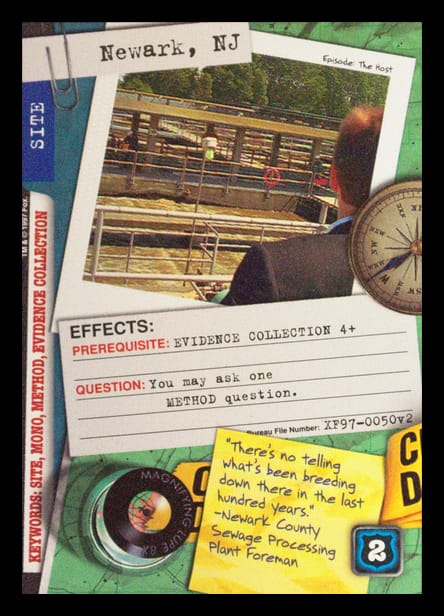 Newark, NJ
Episode: The Host
SITE
TM & © 1997 Fox.
KEYWORDS: SITE, MONO, METHOD, EVIDENCE COLLECTION
EFFECTS:
PREREQUISITE: EVIDENCE COLLECTION 4+
QUESTION: You may ask one
METHOD question.
Bureau File Number: XF97-0050v2
"There's no telling
what's been breeding
down there in the last
hundred years."
-Newark County
Sewage Processing
Plant Foreman
MAGNIFYING LUPE 8X
2